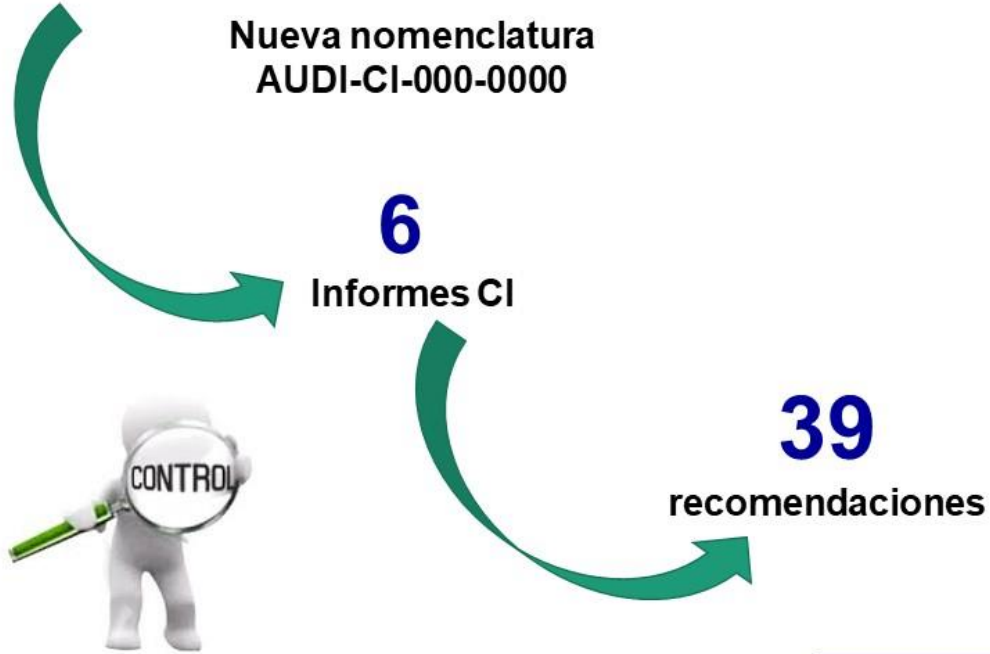 Nueva nomenclatura
AUDI-CI-000-0000
6
Informes CI
39
recomendaciones
CONTROL